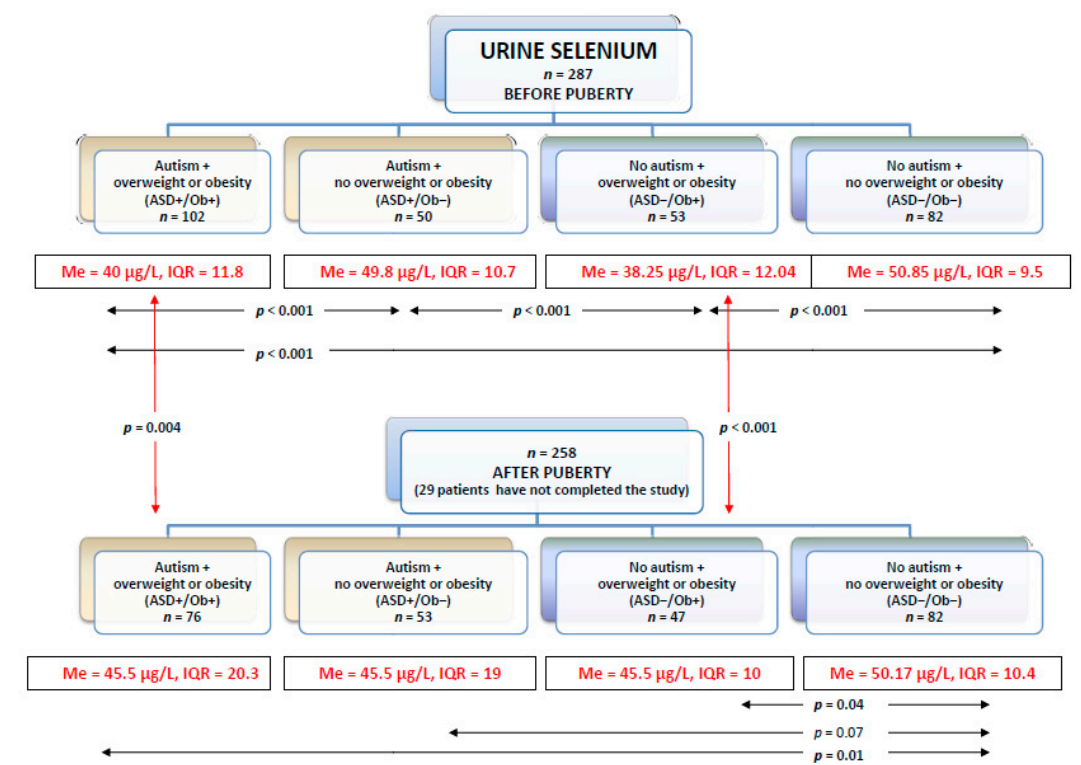 URINE SELENIUM
n = 287
BEFORE PUBERTY
Autism +
overweight or obesity
(ASD+/Ob+)
n = 102
Autism +
no overweight or obesity
(ASD+/Ob–)
n = 50
No autism +
overweight or obesity
(ASD–/Ob+)
n = 53
No autism +
no overweight or obesity
(ASD–/Ob–)
n = 82
Me = 40 µg/L, IQR = 11.8
Me = 49.8 µg/L, IQR = 10.7
Me = 38.25 µg/L, IQR = 12.04
Me = 50.85 µg/L, IQR = 9.5
p < 0.001
p < 0.001
p < 0.001
p < 0.001
p = 0.004
p < 0.001
n = 258
AFTER PUBERTY
(29 patients have not completed the study)
Autism +
overweight or obesity
(ASD+/Ob+)
n = 76
Autism +
no overweight or obesity
(ASD+/Ob–)
n = 53
No autism +
overweight or obesity
(ASD–/Ob+)
n = 47
No autism +
no overweight or obesity
(ASD–/Ob–)
n = 82
Me = 45.5 µg/L, IQR = 20.3
Me = 45.5 µg/L, IQR = 19
Me = 45.5 µg/L, IQR = 10
Me = 50.17 µg/L, IQR = 10.4
p = 0.04
p = 0.07
p = 0.01